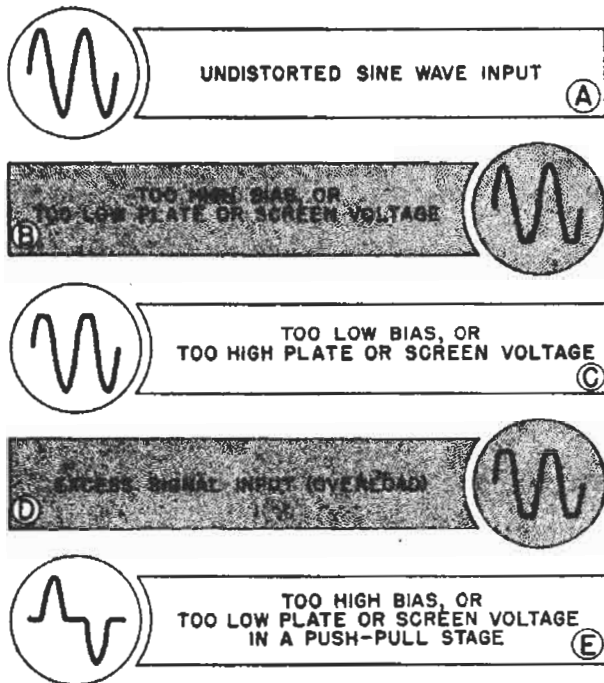 UNDISTORTED SINE WAVE INPUT
A
TOO HIGH BIAS, OR
TOO LOW PLATE OR SCREEN VOLTAGE
B
TOO LOW BIAS, OR
TOO HIGH PLATE OR SCREEN VOLTAGE
C
EXCESS SIGNAL INPUT (OVERLOAD)
D
TOO HIGH BIAS, OR
TOO LOW PLATE OR SCREEN VOLTAGE
IN A PUSH-PULL STAGE
E